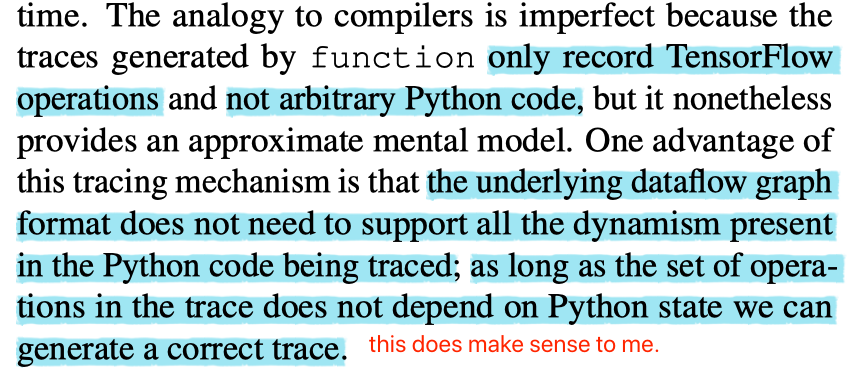 time. The analogy to compilers is imperfect because the
traces generated by function only record TensorFlow
operations and not arbitrary Python code, but it nonetheless
provides an approximate mental model. One advantage of
this tracing mechanism is that the underlying dataflow graph
format does not need to support all the dynamism present
in the Python code being traced; as long as the set of opera-
tions in the trace does not depend on Python state we can
generate a correct trace. this does make sense to me.